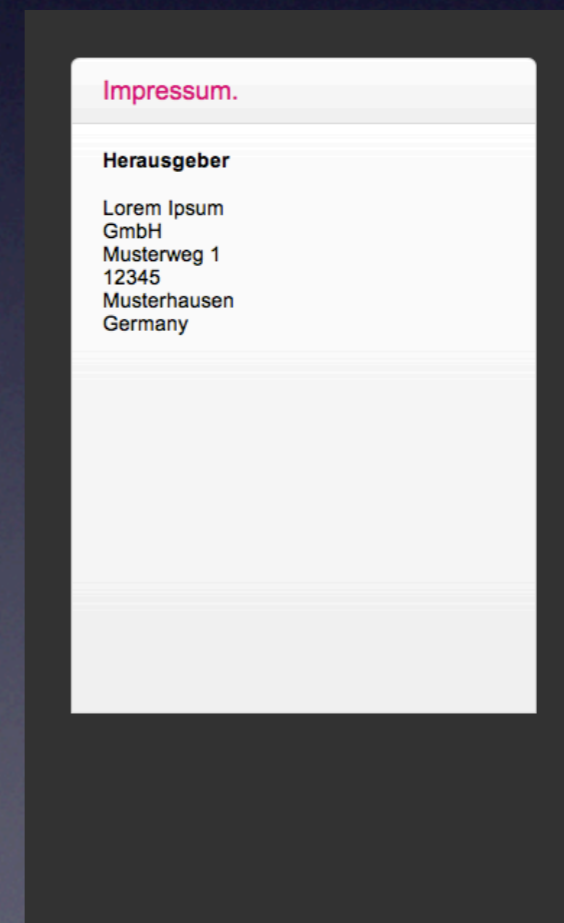 Impressum.
Herausgeber
Lorem Ipsum
GmbH
Musterweg 1
12345
Musterhausen
Germany